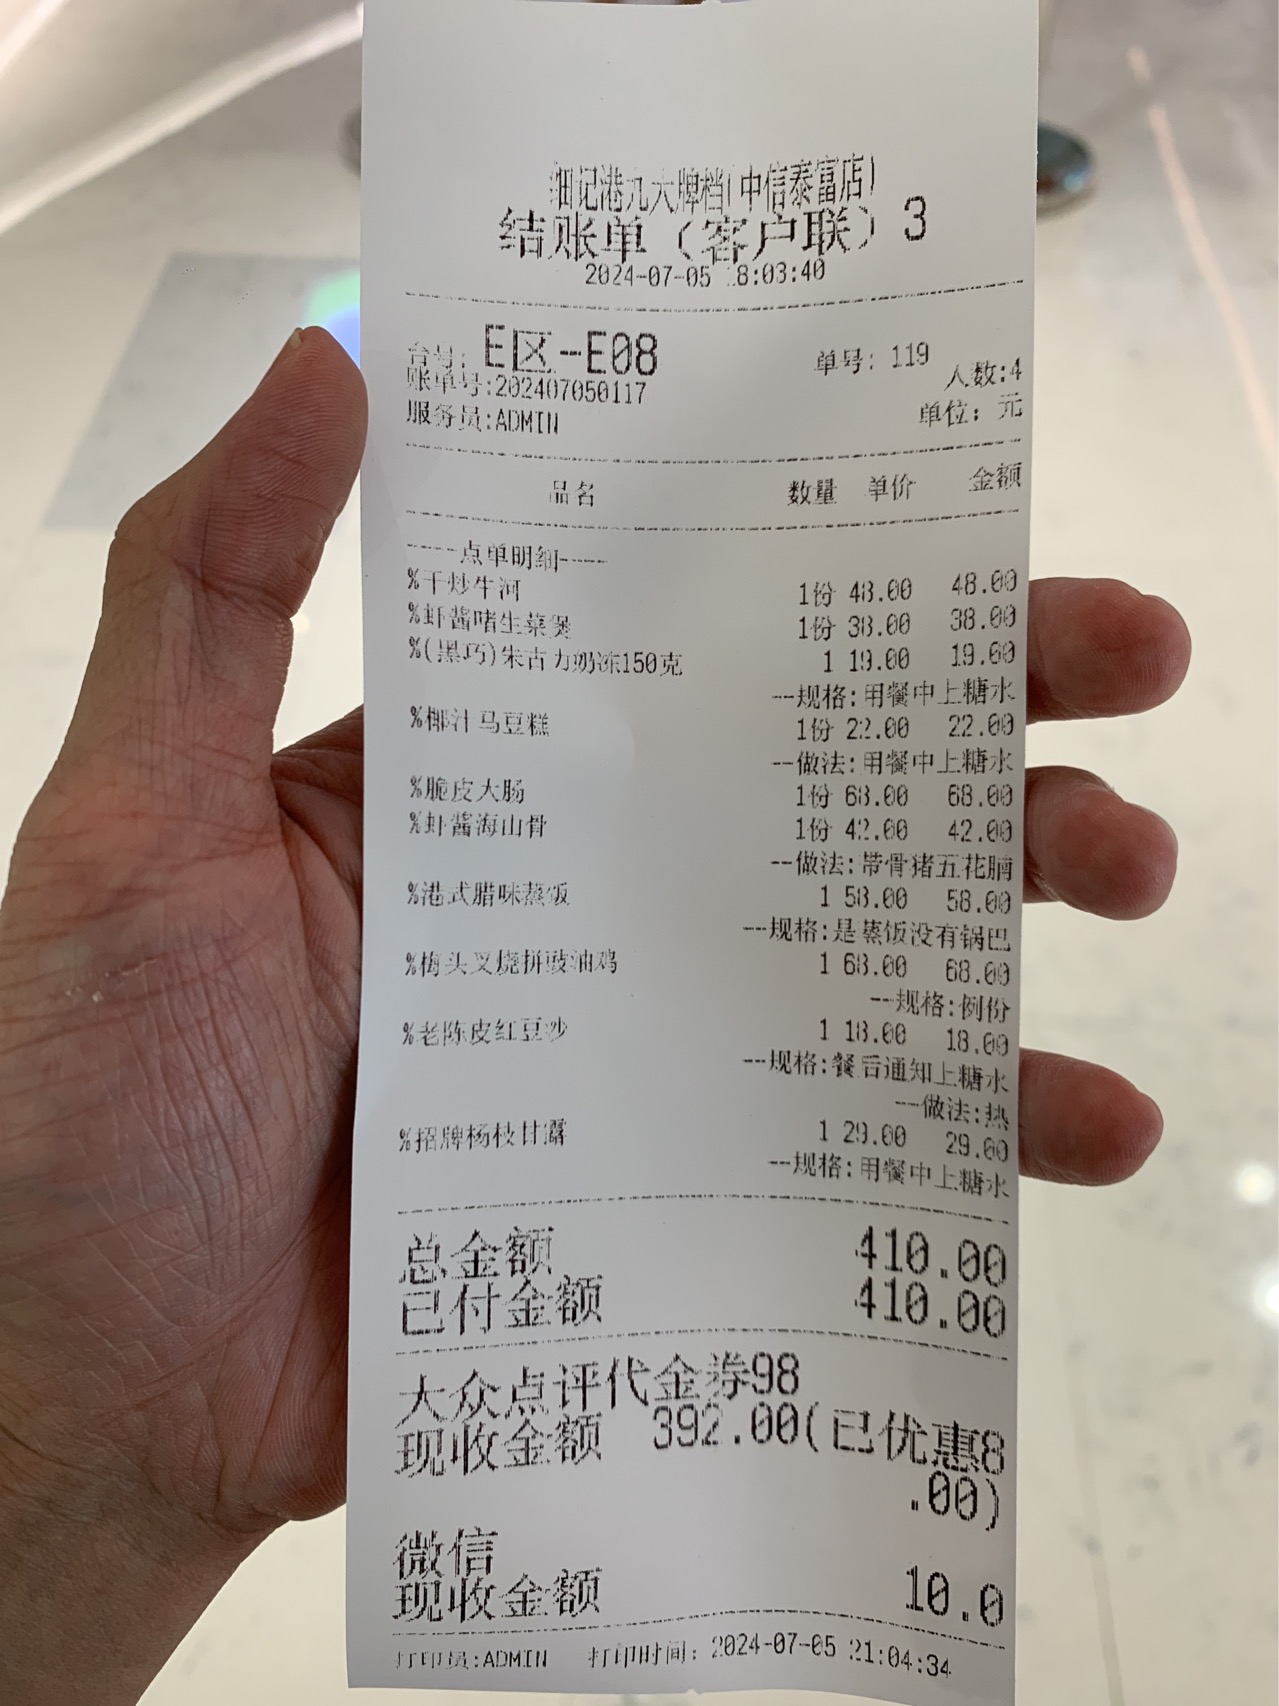 细记港九大牌档(中信泰富店)
结账单（客户联）3
2024-07-05 8:03:40
台号: E区-E08 单号: 119
账单号:202407050117 人数:4
服务员:ADMIN 单位: 元
品名 数量 单价 金额
-----点单明细-----
%干炒牛河 1份 48.00 48.00
%虾酱啫生菜煲 1份 38.00 38.00
%(黑巧)朱古力奶冻150克 1 19.00 19.00
--规格:用餐中上糖水
%椰汁马豆糕 1份 22.00 22.00
--做法:用餐中上糖水
%脆皮大肠 1份 68.00 68.00
%虾酱海山骨 1份 42.00 42.00
--做法:带骨猪五花腩
%港式腊味蒸饭 1 58.00 58.00
--规格:是蒸饭没有锅巴
%梅头叉烧拼豉油鸡 1 68.00 68.00
--规格:例份
%老陈皮红豆沙 1 18.00 18.00
--规格:餐后通知上糖水
--做法:热
%招牌杨枝甘露 1 29.00 29.00
--规格:用餐中上糖水
总金额 410.00
已付金额 410.00
大众点评代金券98
现收金额 392.00(已优惠8
.00)
微信
现收金额 10.0
打印员:ADMIN 打印时间: 2024-07-05 21:04:34